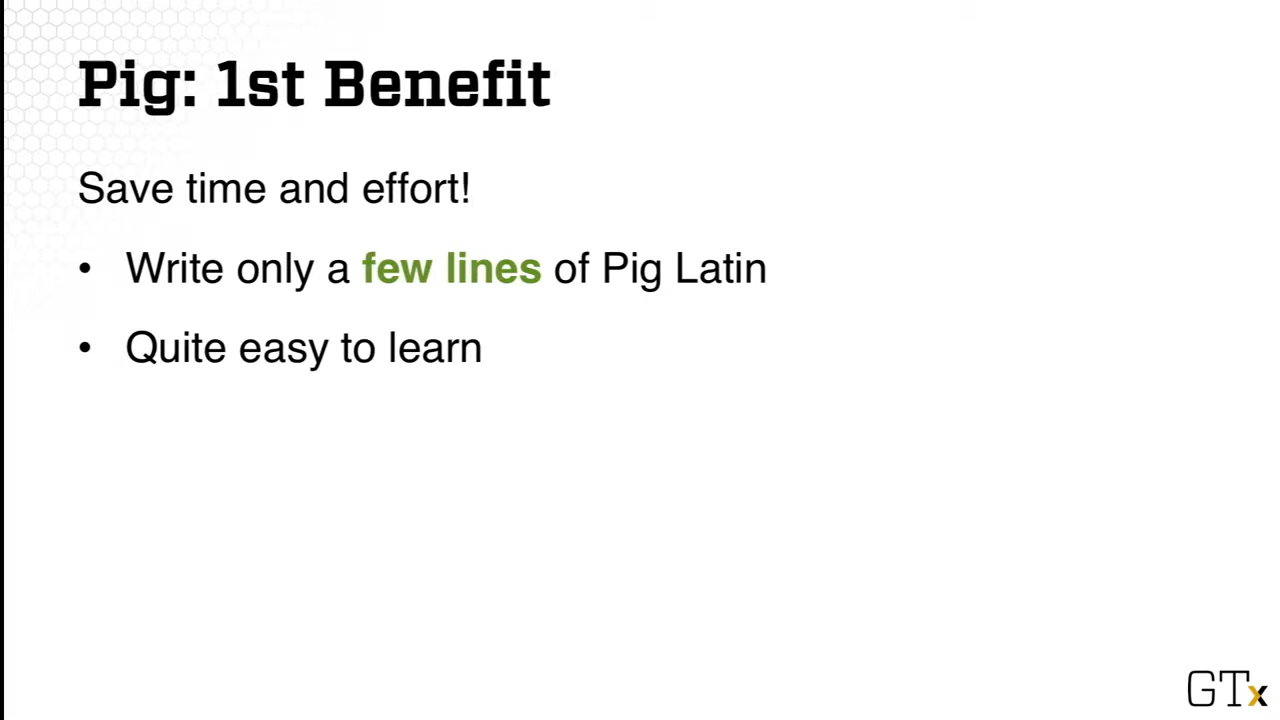 Pig: 1st Benefit
Save time and effort!
• Write only a few lines of Pig Latin
• Quite easy to learn
GTx